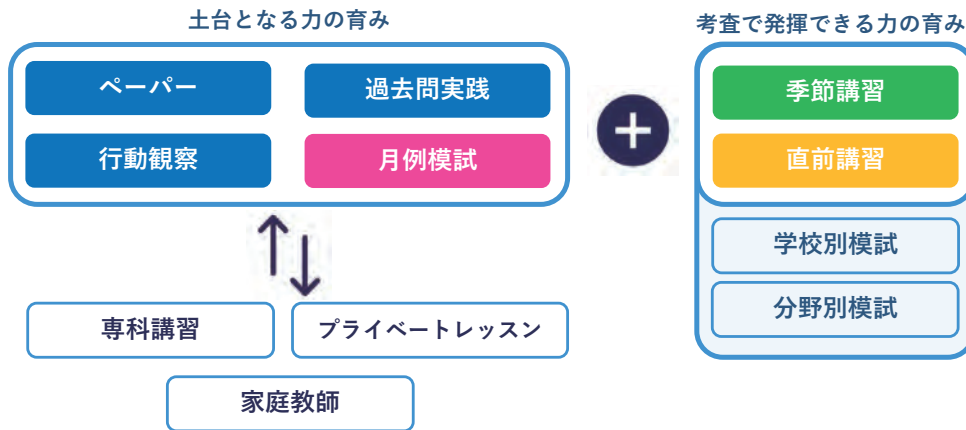 土台となる力の育み
ペーパー
過去問実践
行動観察
月例模試
専科講習
プライベートレッスン
家庭教師
考査で発揮できる力の育み
季節講習
直前講習
学校別模試
分野別模試